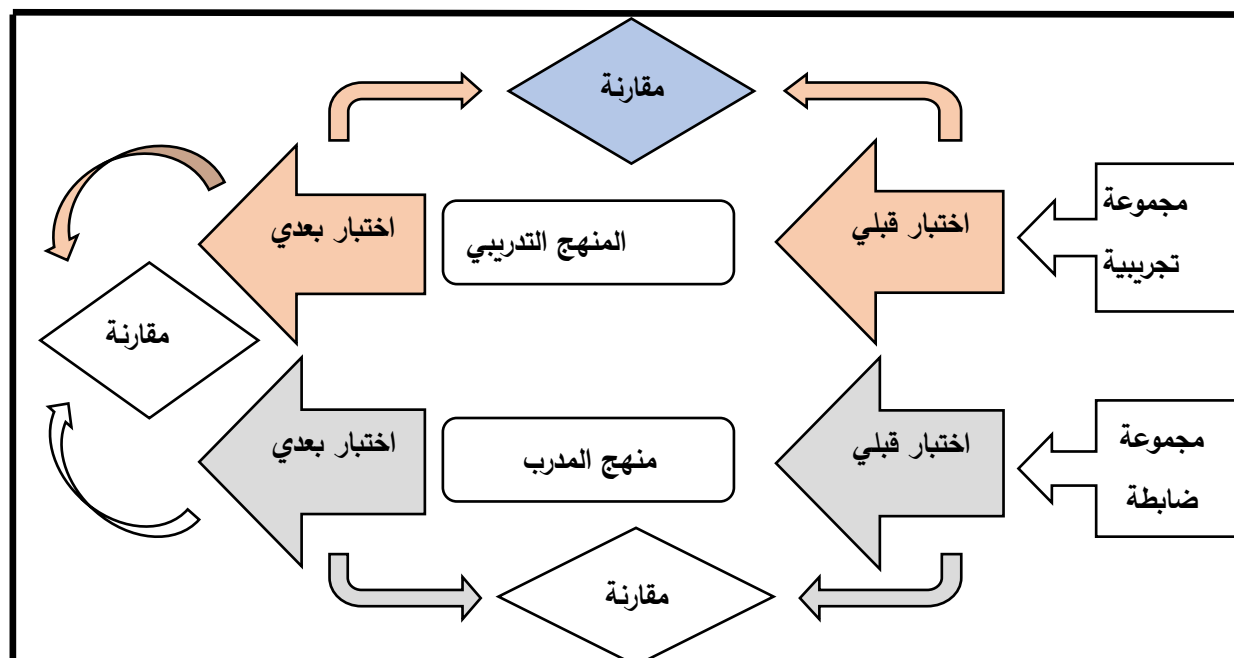 مقارنة
مجموعة
تجريبية
اختبار قبلي
المنهج التدريبي
اختبار بعدي
مقارنة
مجموعة
ضابطة
اختبار قبلي
منهج المدرب
اختبار بعدي
مقارنة